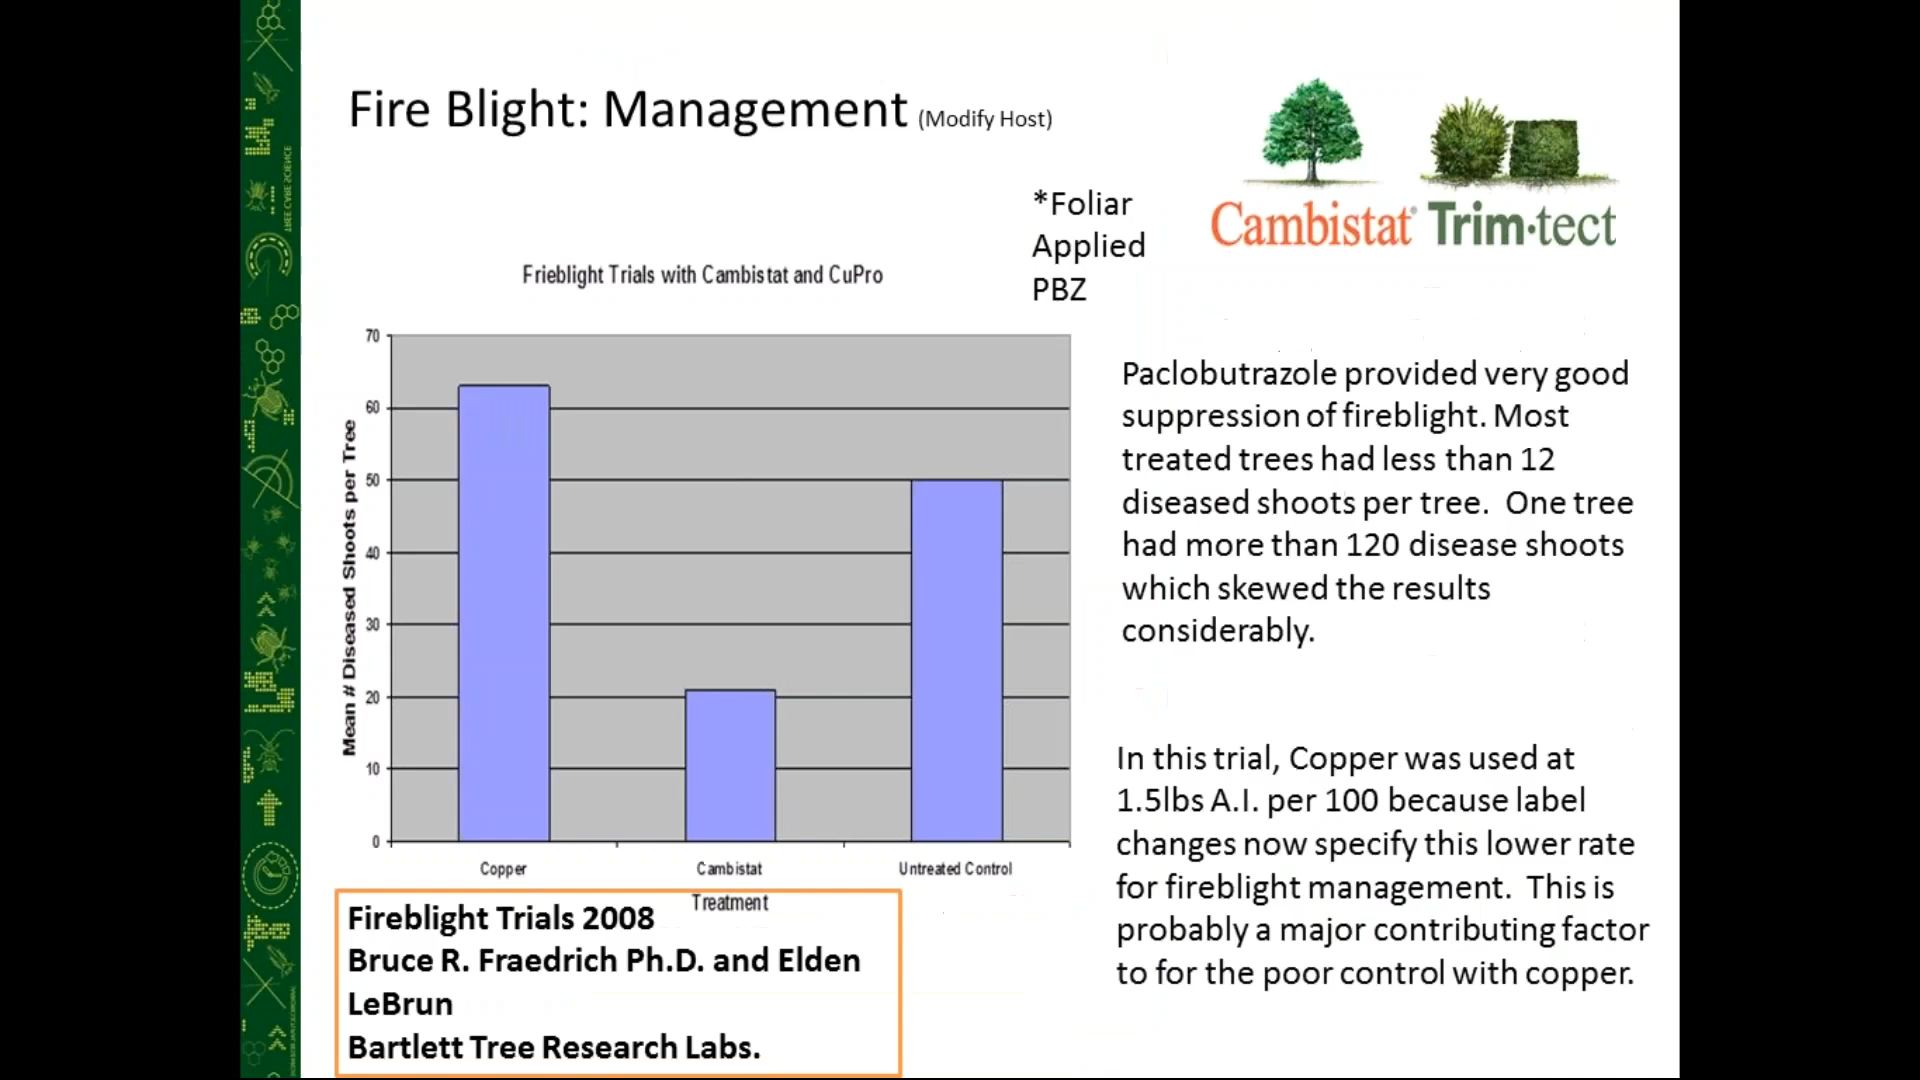 Fire Blight: Management (Modify Host)
*Foliar
Applied
PBZ
Cambistat® Trim·tect
Frieblight Trials with Cambistat and CuPro
Mean # Diseased Shoots per Tree
70
60
50
40
30
20
10
0
Copper
Cambistat
Untreated Control
Treatment
Paclobutrazole provided very good
suppression of fireblight. Most
treated trees had less than 12
diseased shoots per tree.  One tree
had more than 120 disease shoots
which skewed the results
considerably.
In this trial, Copper was used at
1.5lbs A.I. per 100 because label
changes now specify this lower rate
for fireblight management.  This is
probably a major contributing factor
to for the poor control with copper.
Fireblight Trials 2008
Bruce R. Fraedrich Ph.D. and Elden
LeBrun
Bartlett Tree Research Labs.
TREE CARE SCIENCE